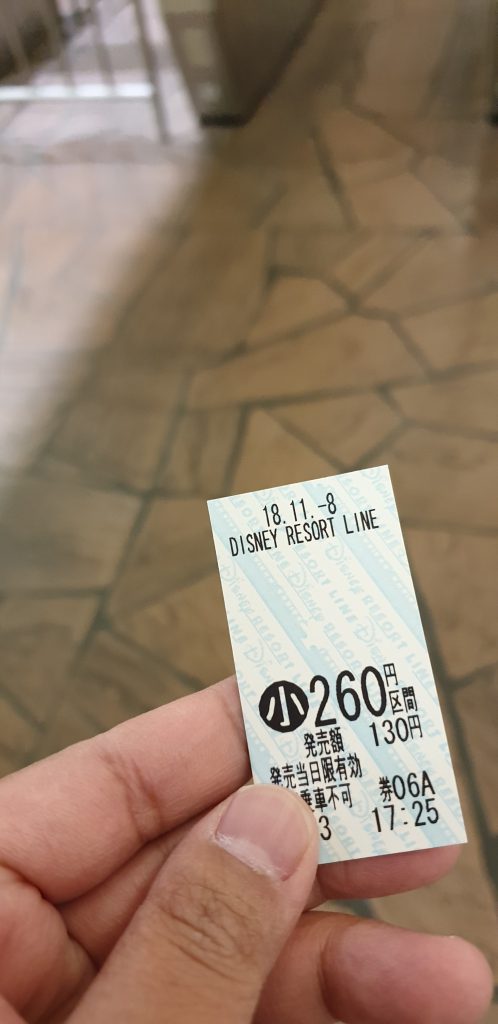 18.11.-8
DISNEY RESORT LINE
小 260円区間
発売額 130円
発売当日限有効
乗車不可 券06A
3 17:25